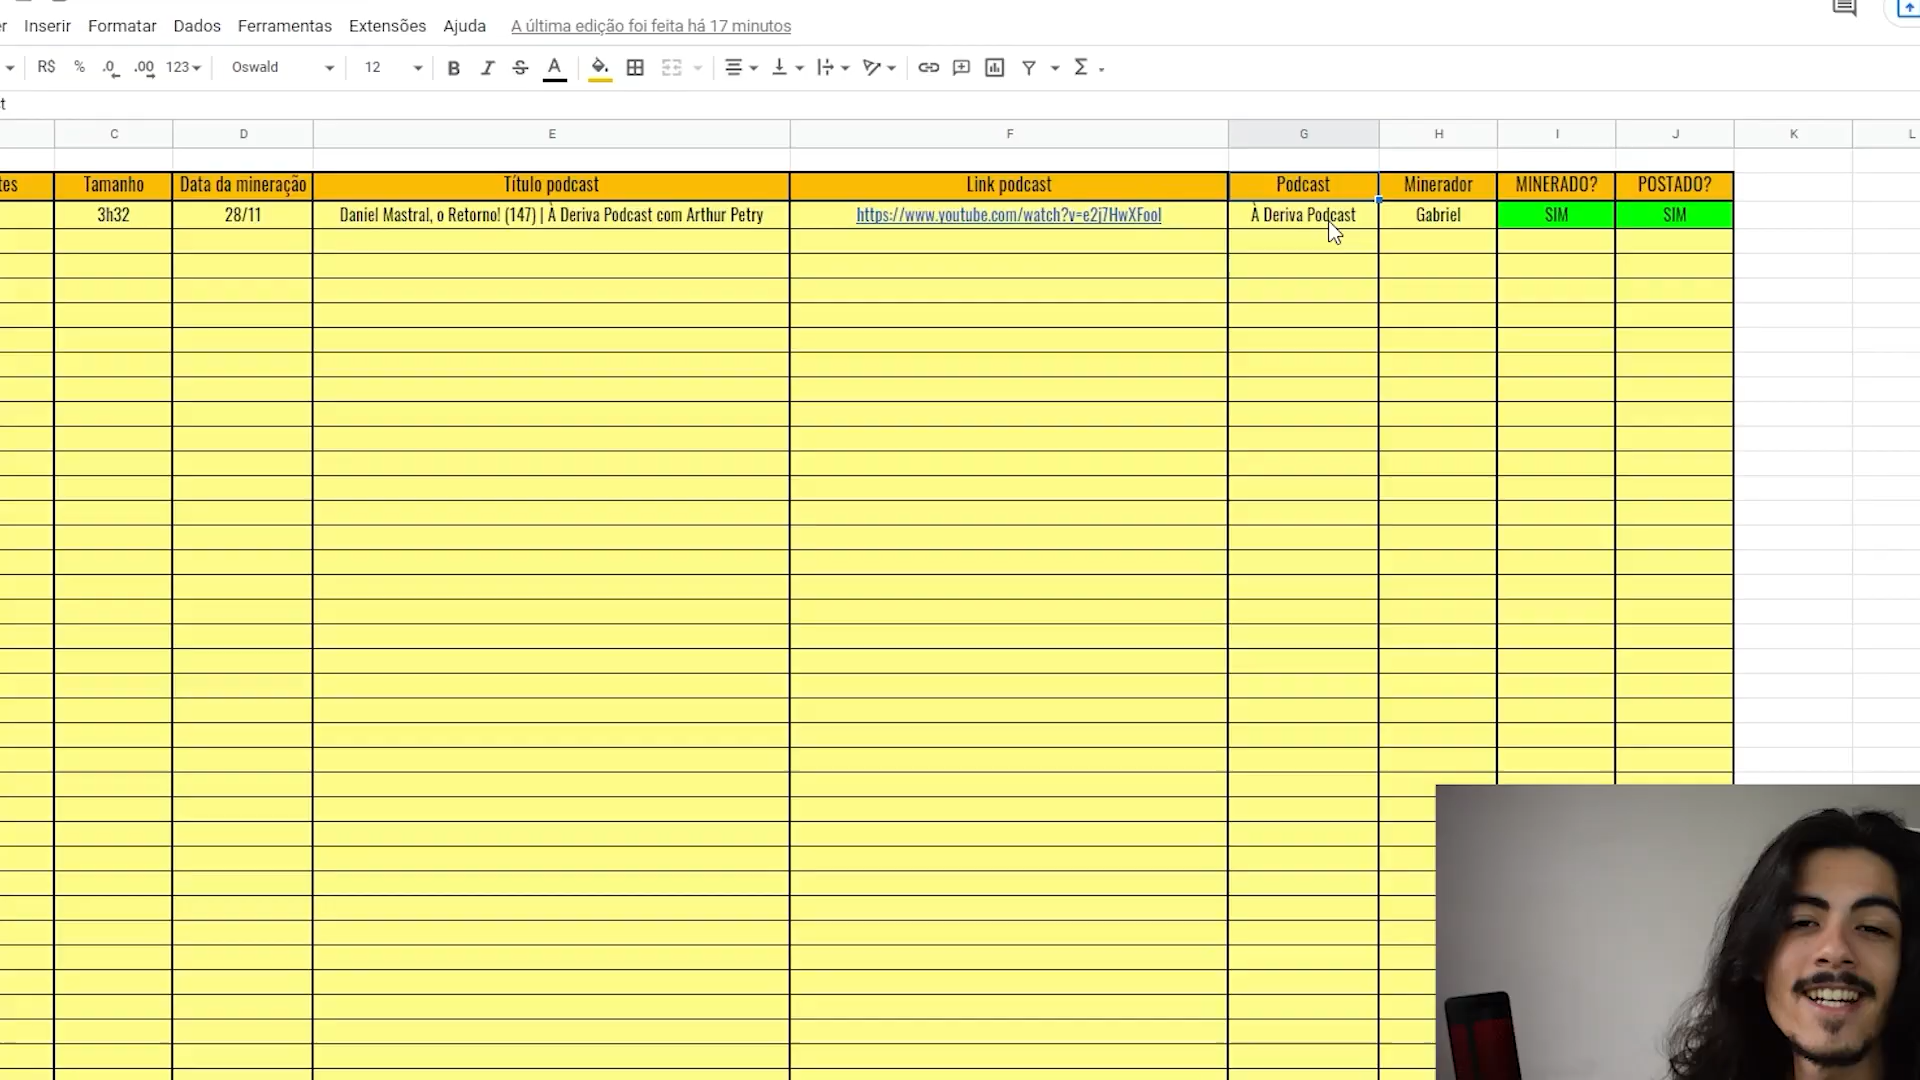 r Inserir Formatar Dados Ferramentas Extensões Ajuda A última edição foi feita há 17 minutos
R$ % .0 .00 123 Oswald 12 B I S A Σ
t
C D E F G H I J K L
tes Tamanho Data da mineração Título podcast Link podcast Podcast Minerador MINERADO? POSTADO?
3h32 28/11 Daniel Mastral, o Retorno! (147) | À Deriva Podcast com Arthur Petry https://www.youtube.com/watch?v=e2j7HwXFooI À Deriva Podcast Gabriel SIM SIM